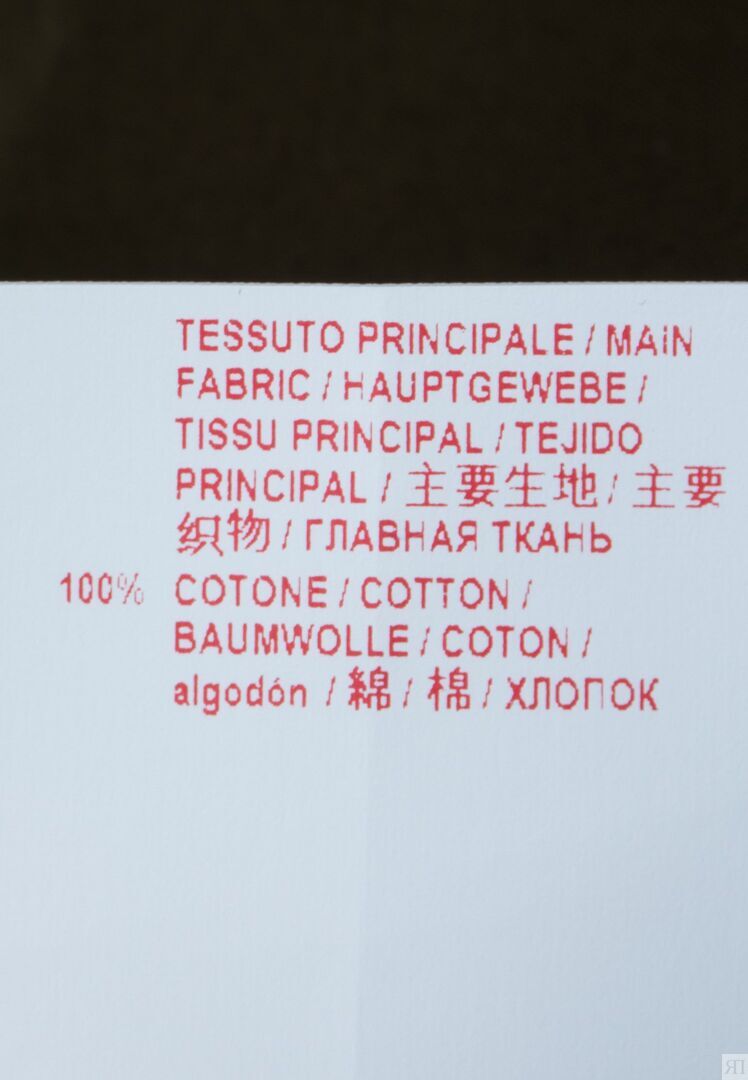 TESSUTO PRINCIPALE / MAIN
FABRIC / HAUPTGEWEBE /
TISSU PRINCIPAL / TEJIDO
PRINCIPAL / 主要生地 / 主要
织物 / ГЛАВНАЯ ТКАНЬ
100% COTONE / COTTON /
BAUMWOLLE / COTON /
algodón / 綿 / 棉 / ХЛОПОК
ЯП